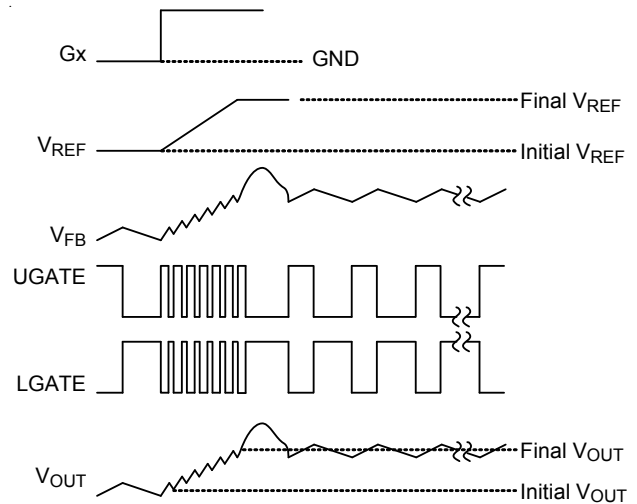 Gx
GND
Final VREF
VREF
Initial VREF
VFB
UGATE
LGATE
Final VOUT
VOUT
Initial VOUT